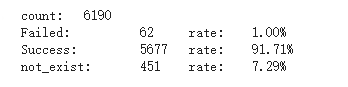 count: 6190
Failed: 62 rate: 1.00%
Success: 5677 rate: 91.71%
not_exist: 451 rate: 7.29%